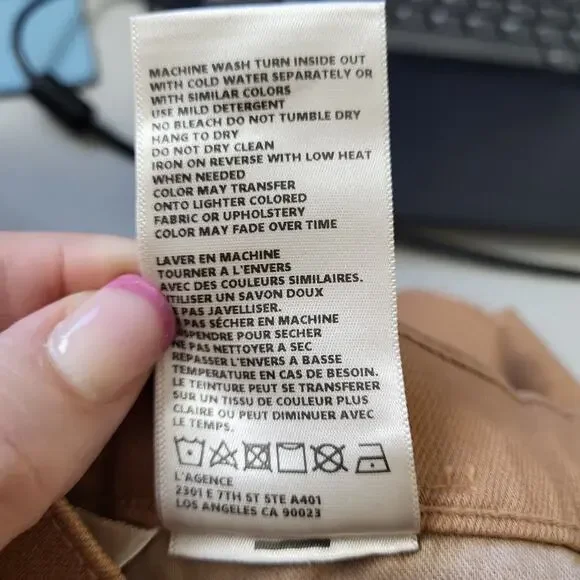 MACHINE WASH TURN INSIDE OUT
WITH COLD WATER SEPARATELY OR
WITH SIMILAR COLORS
USE MILD DETERGENT
NO BLEACH DO NOT TUMBLE DRY
HANG TO DRY
DO NOT DRY CLEAN
IRON ON REVERSE WITH LOW HEAT
WHEN NEEDED
COLOR MAY TRANSFER
ONTO LIGHTER COLORED
FABRIC OR UPHOLSTERY
COLOR MAY FADE OVER TIME
LAVER EN MACHINE
TOURNER A L'ENVERS
AVEC DES COULEURS SIMILAIRES.
UTILISER UN SAVON DOUX
PAS JAVELLISER.
PAS SÉCHER EN MACHINE
POUR SECHER
NE PAS NETTOYER A SEC
REPASSER L'ENVERS A BASSE
TEMPERATURE EN CAS DE BESOIN.
LE TEINTURE PEUT SE TRANSFERER
SUR UN TISSU DE COULEUR PLUS
CLAIRE OU PEUT DIMINUER AVEC
LE TEMPS.
L'AGENCE
2301 E 7TH ST STE A401
LOS ANGELES CA 90023